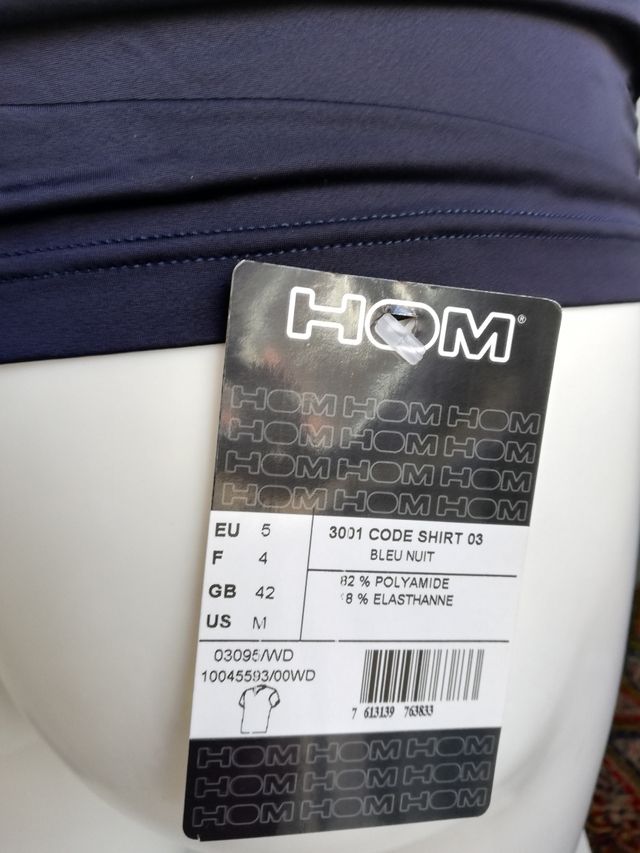 HOM®
HOM HOM HOM
HOM HOM HOM
HOM HOM HOM
HOM HOM HOM
EU 5
F 4
GB 42
US M
3001 CODE SHIRT 03
BLEU NUIT
82 % POLYAMIDE
18 % ELASTHANNE
03095/WD
10045593/00WD
7 613139 763833
HOM HOM HOM
HOM HOM HOM
HOM HOM HOM